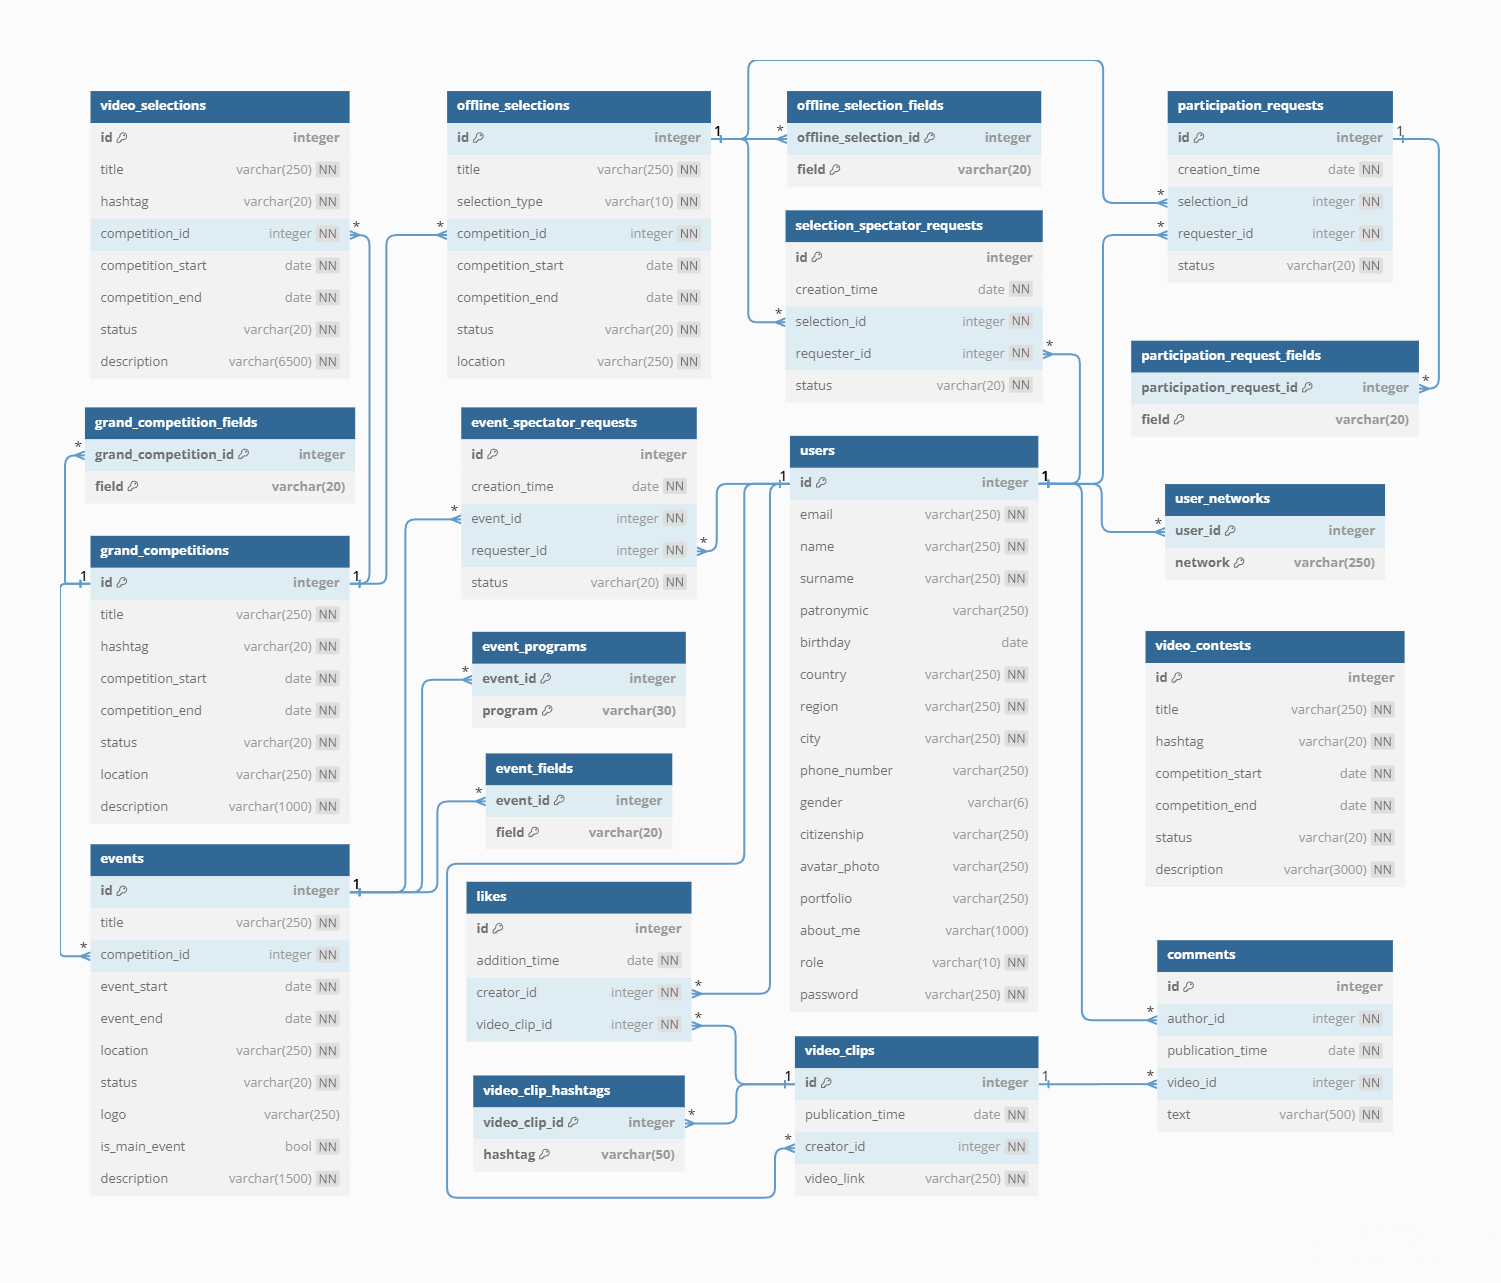 video_selections
id integer
title varchar(250) NN
hashtag varchar(20) NN
competition_id integer NN
competition_start date NN
competition_end date NN
status varchar(20) NN
description varchar(6500) NN
*
offline_selections
id integer
title varchar(250) NN
selection_type varchar(10) NN
competition_id integer NN
competition_start date NN
competition_end date NN
status varchar(20) NN
location varchar(250) NN
1
*
offline_selection_fields
offline_selection_id integer
field varchar(20)
*
participation_requests
id integer
creation_time date NN
selection_id integer NN
requester_id integer NN
status varchar(20) NN
1
*
*
selection_spectator_requests
id integer
creation_time date NN
selection_id integer NN
requester_id integer NN
status varchar(20) NN
*
*
participation_request_fields
participation_request_id integer
field varchar(20)
*
grand_competition_fields
grand_competition_id integer
field varchar(20)
*
event_spectator_requests
id integer
creation_time date NN
event_id integer NN
requester_id integer NN
status varchar(20) NN
*
*
users
id integer
email varchar(250) NN
name varchar(250) NN
surname varchar(250) NN
patronymic varchar(250)
birthday date
country varchar(250) NN
region varchar(250) NN
city varchar(250) NN
phone_number varchar(250)
gender varchar(6)
citizenship varchar(250)
avatar_photo varchar(250)
portfolio varchar(250)
about_me varchar(1000)
role varchar(10) NN
password varchar(250) NN
1
1
user_networks
user_id integer
network varchar(250)
*
grand_competitions
id integer
title varchar(250) NN
hashtag varchar(20) NN
competition_start date NN
competition_end date NN
status varchar(20) NN
location varchar(250) NN
description varchar(1000) NN
1
1
event_programs
event_id integer
program varchar(30)
*
video_contests
id integer
title varchar(250) NN
hashtag varchar(20) NN
competition_start date NN
competition_end date NN
status varchar(20) NN
description varchar(3000) NN
event_fields
event_id integer
field varchar(20)
*
events
id integer
title varchar(250) NN
competition_id integer NN
event_start date NN
event_end date NN
location varchar(250) NN
status varchar(20) NN
logo varchar(250)
is_main_event bool NN
description varchar(1500) NN
1
*
likes
id integer
addition_time date NN
creator_id integer NN
video_clip_id integer NN
*
*
comments
id integer
author_id integer NN
publication_time date NN
video_id integer NN
text varchar(500) NN
*
*
video_clip_hashtags
video_clip_id integer
hashtag varchar(50)
*
video_clips
id integer
publication_time date NN
creator_id integer NN
video_link varchar(250) NN
1
1
*